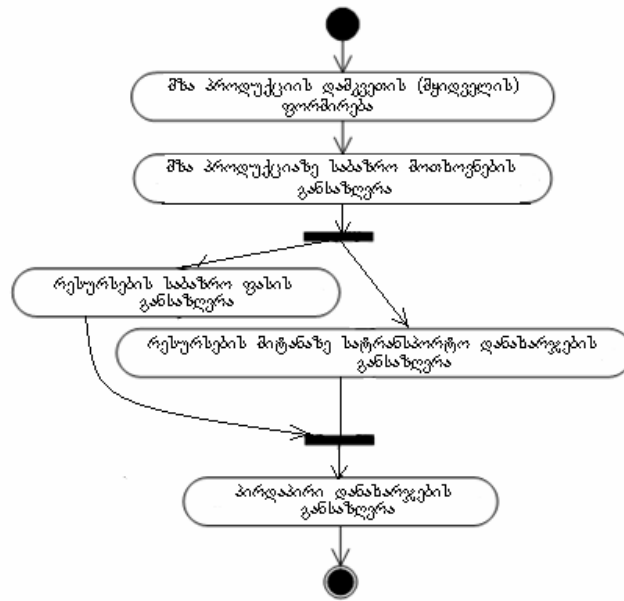 მზა პროდუქციის დამკვეთის (მყიდველის)
ფორმირება
მზა პროდუქციაზე საბაზრო მოთხოვნების
განსაზღვრა
რესურსების საბაზრო ფასის
განსაზღვრა
რესურსების მიტანაზე სატრანსპორტო დანახარჯების
განსაზღვრა
პირდაპირი დანახარჯების
განსაზღვრა